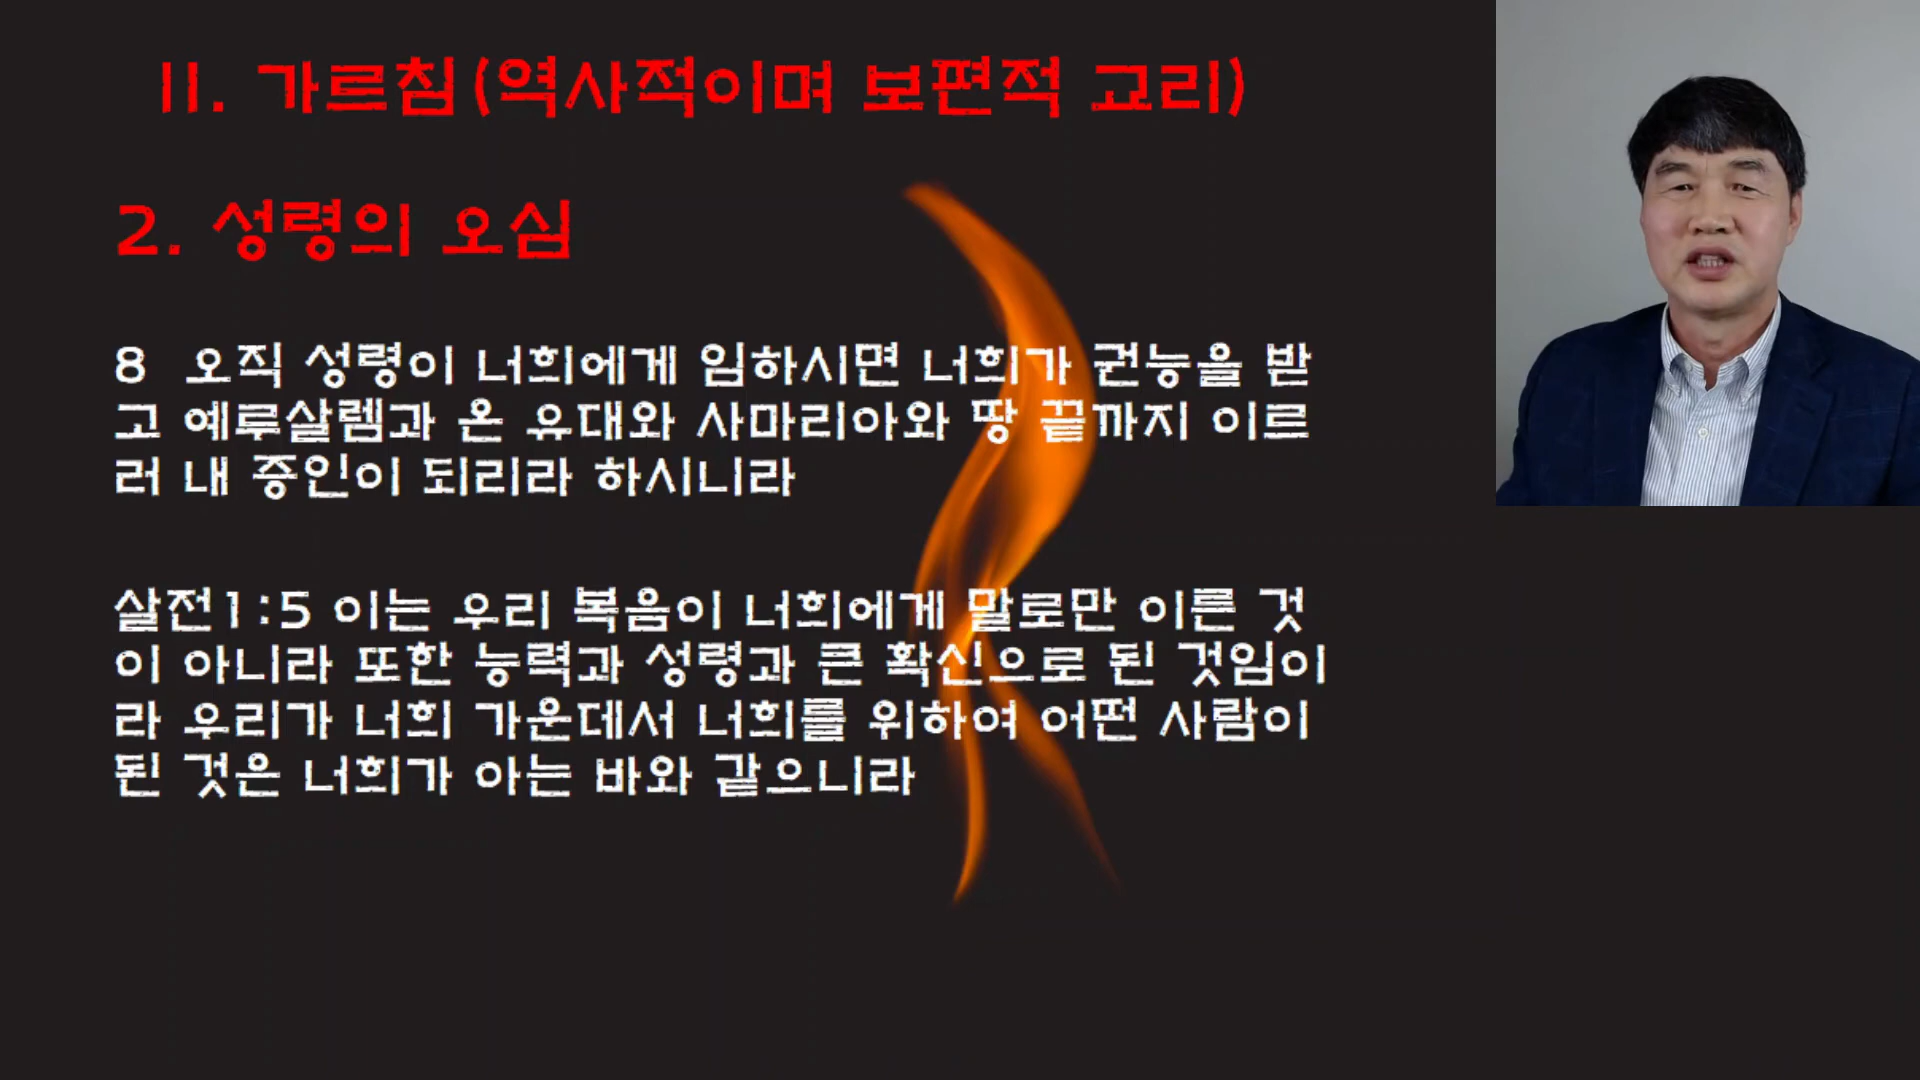 II. 가르침(역사적이며 보편적 교리)
2. 성령의 오심
8 오직 성령이 너희에게 임하시면 너희가 권능을 받
고 예루살렘과 온 유대와 사마리아와 땅 끝까지 이르
러 내 증인이 되리라 하시니라
살전1:5 이는 우리 복음이 너희에게 말로만 이른 것
이 아니라 또한 능력과 성령과 큰 확신으로 된 것임이
라 우리가 너희 가운데서 너희를 위하여 어떤 사람이
된 것은 너희가 아는 바와 같으니라